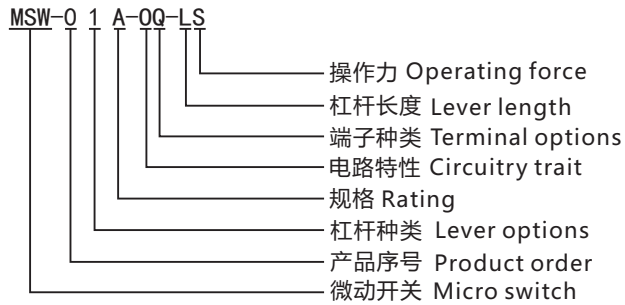 MSW-0 1 A-0Q-LS
操作力 Operating force
杠杆长度 Lever length
端子种类 Terminal options
电路特性 Circuitry trait
规格 Rating
杠杆种类 Lever options
产品序号 Product order
微动开关 Micro switch